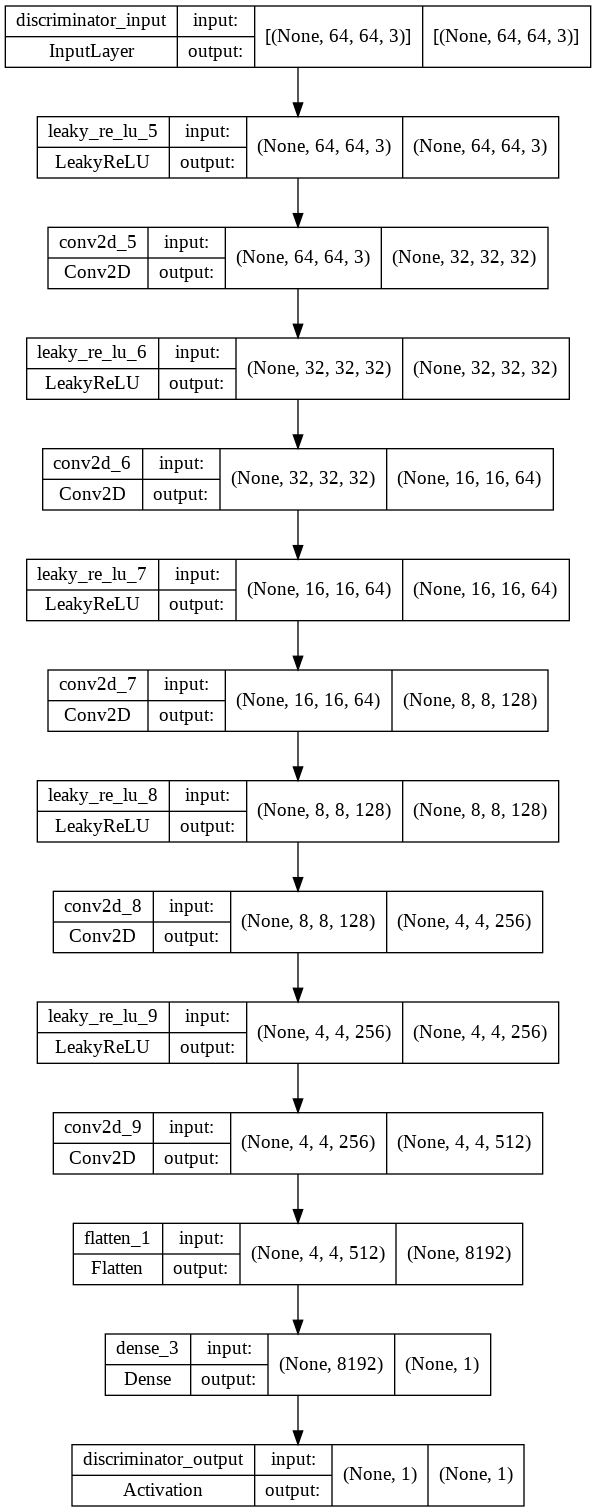 discriminator_input input: [(None, 64, 64, 3)] [(None, 64, 64, 3)]
InputLayer output:
leaky_re_lu_5 input: (None, 64, 64, 3) (None, 64, 64, 3)
LeakyReLU output:
conv2d_5 input: (None, 64, 64, 3) (None, 32, 32, 32)
Conv2D output:
leaky_re_lu_6 input: (None, 32, 32, 32) (None, 32, 32, 32)
LeakyReLU output:
conv2d_6 input: (None, 32, 32, 32) (None, 16, 16, 64)
Conv2D output:
leaky_re_lu_7 input: (None, 16, 16, 64) (None, 16, 16, 64)
LeakyReLU output:
conv2d_7 input: (None, 16, 16, 64) (None, 8, 8, 128)
Conv2D output:
leaky_re_lu_8 input: (None, 8, 8, 128) (None, 8, 8, 128)
LeakyReLU output:
conv2d_8 input: (None, 8, 8, 128) (None, 4, 4, 256)
Conv2D output:
leaky_re_lu_9 input: (None, 4, 4, 256) (None, 4, 4, 256)
LeakyReLU output:
conv2d_9 input: (None, 4, 4, 256) (None, 4, 4, 512)
Conv2D output:
flatten_1 input: (None, 4, 4, 512) (None, 8192)
Flatten output:
dense_3 input: (None, 8192) (None, 1)
Dense output:
discriminator_output input: (None, 1) (None, 1)
Activation output: